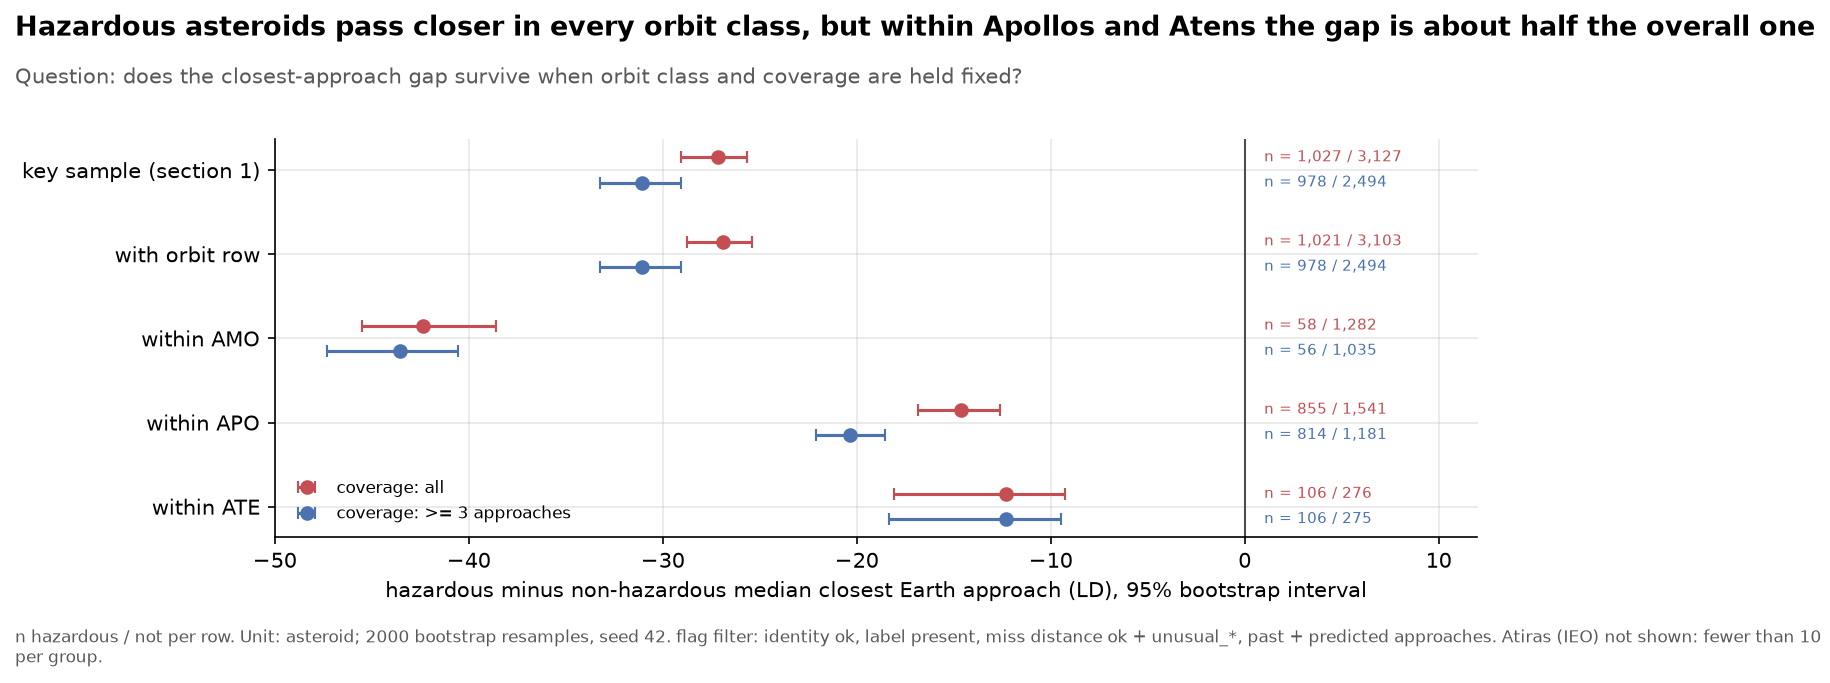 Hazardous asteroids pass closer in every orbit class, but within Apollos and Atens the gap is about half the overall one
Question: does the closest-approach gap survive when orbit class and coverage are held fixed?
key sample (section 1)
n = 1,027 / 3,127
n = 978 / 2,494
with orbit row
n = 1,021 / 3,103
n = 978 / 2,494
within AMO
n = 58 / 1,282
n = 56 / 1,035
within APO
n = 855 / 1,541
n = 814 / 1,181
within ATE
n = 106 / 276
n = 106 / 275
coverage: all
coverage: >= 3 approaches
−50 −40 −30 −20 −10 0 10
hazardous minus non-hazardous median closest Earth approach (LD), 95% bootstrap interval
n hazardous / not per row. Unit: asteroid; 2000 bootstrap resamples, seed 42. flag filter: identity ok, label present, miss distance ok + unusual_*, past + predicted approaches. Atiras (IEO) not shown: fewer than 10
per group.